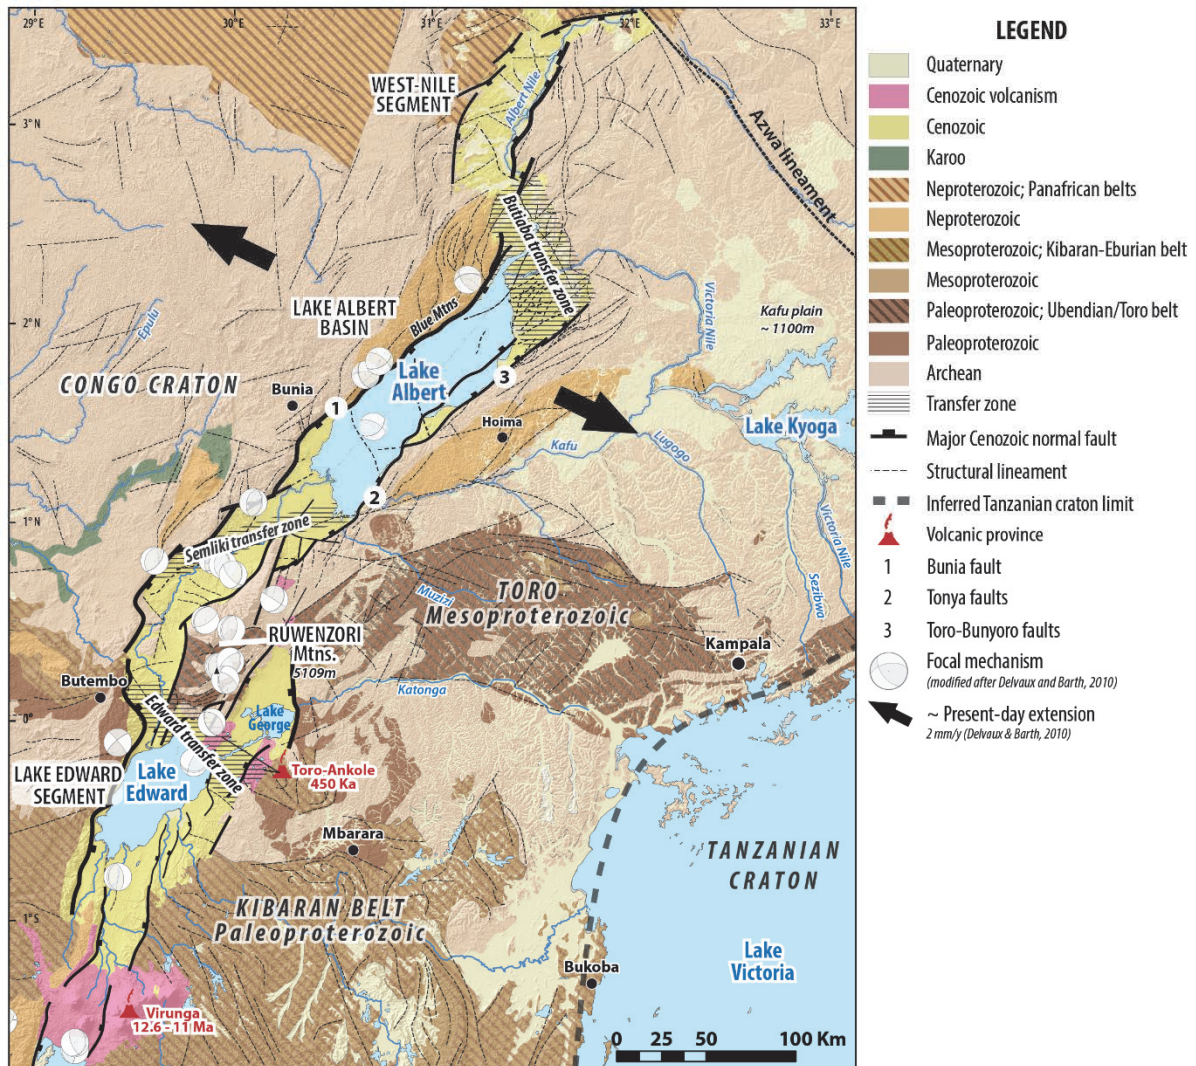 29°E
30°E
31°E
32°E
33°E
WEST-NILE
SEGMENT
Albert Nile
3° N
Azwa lineament
Butiaba transfer zone
LAKE ALBERT
BASIN
Blue Mtns
Victoria Nile
Kafu plain
~ 1100m
2° N
Epulu
CONGO CRATON
Bunia
Lake
Albert
1
3
Hoima
Lake Kyoga
Kafu
Lugogo
2
1° N
Semliki transfer zone
Victoria Nile
Sezibwa
Muzizi
TORO
Mesoproterozoic
RUWENZORI
Mtns.
5109m
Kampala
Butembo
Katonga
0°
Edward transfer zone
Lake
George
LAKE EDWARD
SEGMENT
Lake
Edward
Toro-Ankole
450 Ka
Mbarara
TANZANIAN
CRATON
KIBARAN BELT
Paleoproterozoic
1° S
Lake
Victoria
Bukoba
Virunga
12.6 - 11 Ma
0 25 50 100 Km
LEGEND
Quaternary
Cenozoic volcanism
Cenozoic
Karoo
Neproterozoic; Panafrican belts
Neproterozoic
Mesoproterozoic; Kibaran-Eburian belt
Mesoproterozoic
Paleoproterozoic; Ubendian/Toro belt
Paleoproterozoic
Archean
Transfer zone
Major Cenozoic normal fault
Structural lineament
Inferred Tanzanian craton limit
Volcanic province
1 Bunia fault
2 Tonya faults
3 Toro-Bunyoro faults
Focal mechanism
(modified after Delvaux and Barth, 2010)
~ Present-day extension
2 mm/y (Delvaux & Barth, 2010)